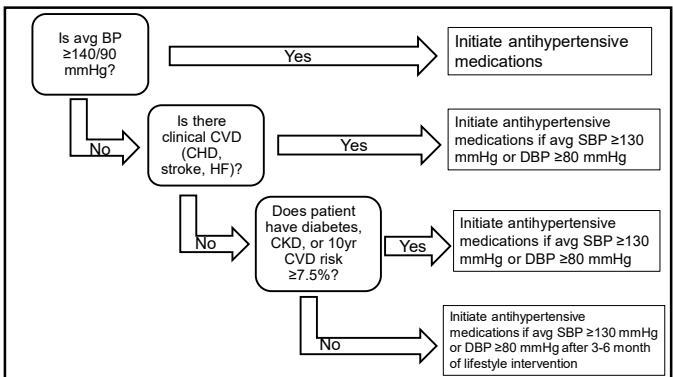 Is avg BP
≥140/90
mmHg?
Yes
Initiate antihypertensive
medications
No
Is there
clinical CVD
(CHD,
stroke, HF)?
Yes
Initiate antihypertensive
medications if avg SBP ≥130
mmHg or DBP ≥80 mmHg
No
Does patient
have diabetes,
CKD, or 10yr
CVD risk
≥7.5%?
Yes
Initiate antihypertensive
medications if avg SBP ≥130
mmHg or DBP ≥80 mmHg
No
Initiate antihypertensive
medications if avg SBP ≥130 mmHg
or DBP ≥80 mmHg after 3-6 month
of lifestyle intervention